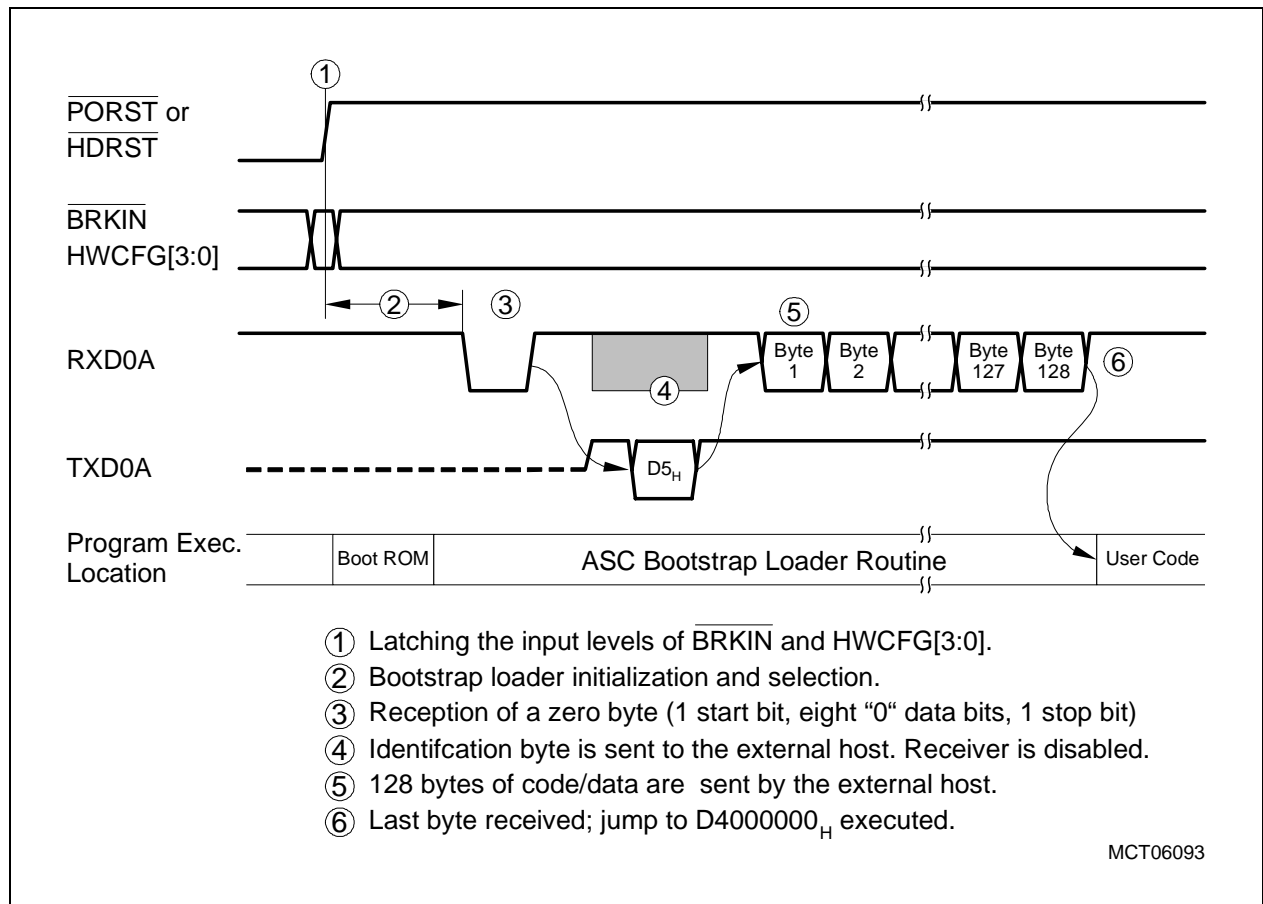 1
PORST or
HDRST
BRKIN
HWCFG[3:0]
2
3
5
RXD0A
Byte
1
Byte
2
Byte
127
Byte
128
6
4
TXD0A
D5H
Program Exec.
Location
Boot ROM
ASC Bootstrap Loader Routine
User Code
1 Latching the input levels of BRKIN and HWCFG[3:0].
2 Bootstrap loader initialization and selection.
3 Reception of a zero byte (1 start bit, eight “0“ data bits, 1 stop bit)
4 Identifcation byte is sent to the external host. Receiver is disabled.
5 128 bytes of code/data are sent by the external host.
6 Last byte received; jump to D4000000H executed.
MCT06093